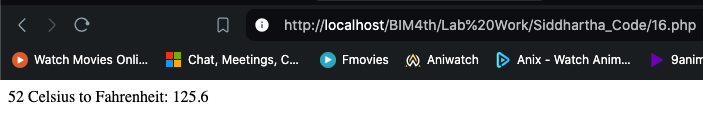 http://localhost/BIM4th/Lab%20Work/Siddhartha_Code/16.php
Watch Movies Onli... Chat, Meetings, C... Fmovies Aniwatch Anix - Watch Anim... 9anim
52 Celsius to Fahrenheit: 125.6